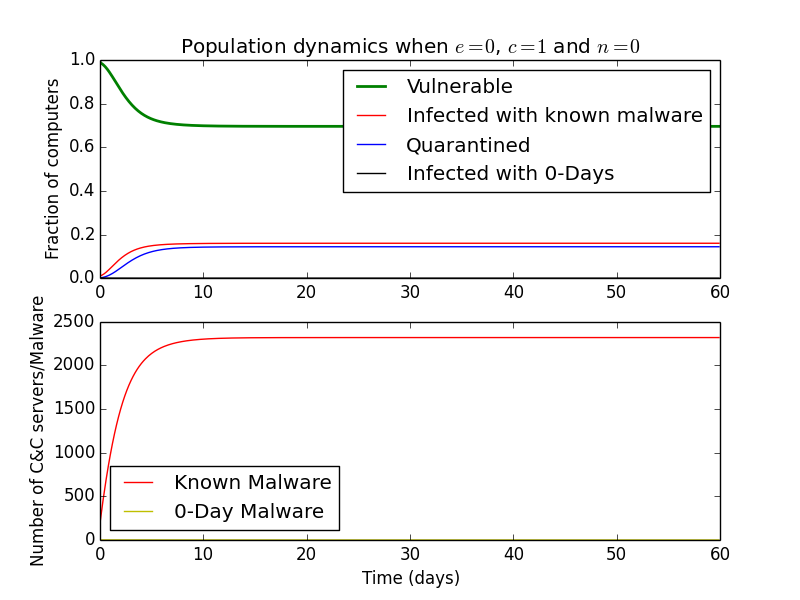 Population dynamics when e=0, c=1 and n=0
Fraction of computers
1.0
0.8
0.6
0.4
0.2
0.0
Vulnerable
Infected with known malware
Quarantined
Infected with 0-Days
0 10 20 30 40 50 60
Number of C&C servers/Malware
2500
2000
1500
1000
500
0
Known Malware
0-Day Malware
0 10 20 30 40 50 60
Time (days)